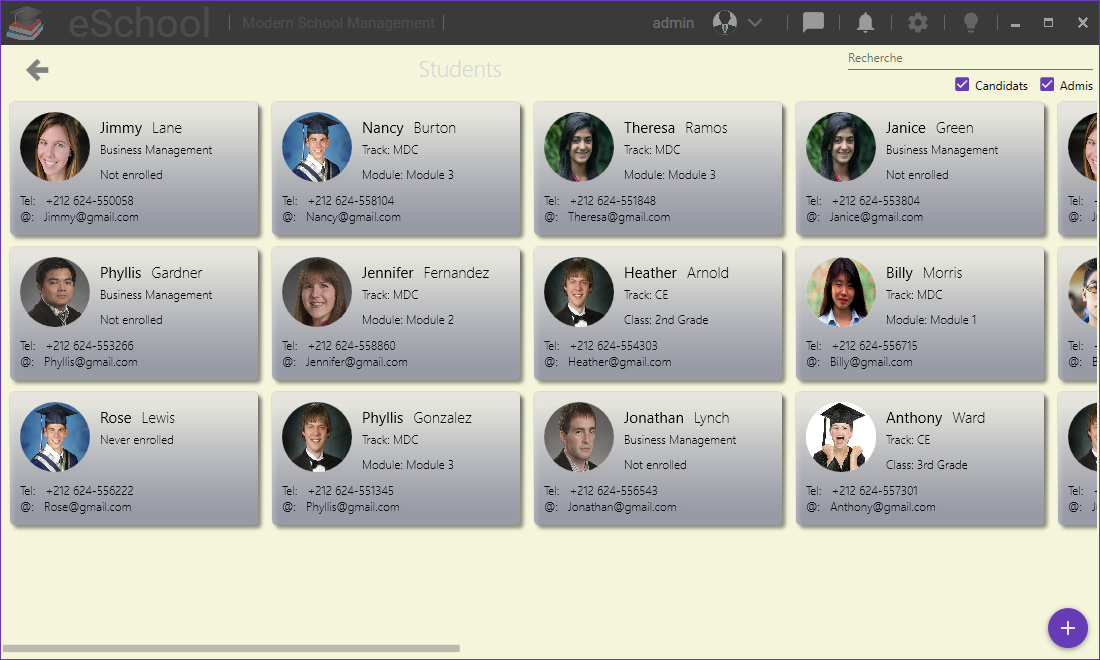 eSchool | Modern School Management | admin
Students
Recherche
Candidats Admis
Jimmy Lane
Business Management
Not enrolled
Tel: +212 624-550058
@: Jimmy@gmail.com
Nancy Burton
Track: MDC
Module: Module 3
Tel: +212 624-558104
@: Nancy@gmail.com
Theresa Ramos
Track: MDC
Module: Module 3
Tel: +212 624-551848
@: Theresa@gmail.com
Janice Green
Business Management
Not enrolled
Tel: +212 624-553804
@: Janice@gmail.com
Tel:
@:
Phyllis Gardner
Business Management
Not enrolled
Tel: +212 624-553266
@: Phyllis@gmail.com
Jennifer Fernandez
Track: MDC
Module: Module 2
Tel: +212 624-558860
@: Jennifer@gmail.com
Heather Arnold
Track: CE
Class: 2nd Grade
Tel: +212 624-554303
@: Heather@gmail.com
Billy Morris
Track: MDC
Module: Module 1
Tel: +212 624-556715
@: Billy@gmail.com
Tel:
@:
Rose Lewis
Never enrolled
Tel: +212 624-556222
@: Rose@gmail.com
Phyllis Gonzalez
Track: MDC
Module: Module 3
Tel: +212 624-551345
@: Phyllis@gmail.com
Jonathan Lynch
Business Management
Not enrolled
Tel: +212 624-556543
@: Jonathan@gmail.com
Anthony Ward
Track: CE
Class: 3rd Grade
Tel: +212 624-557301
@: Anthony@gmail.com
Tel:
@: